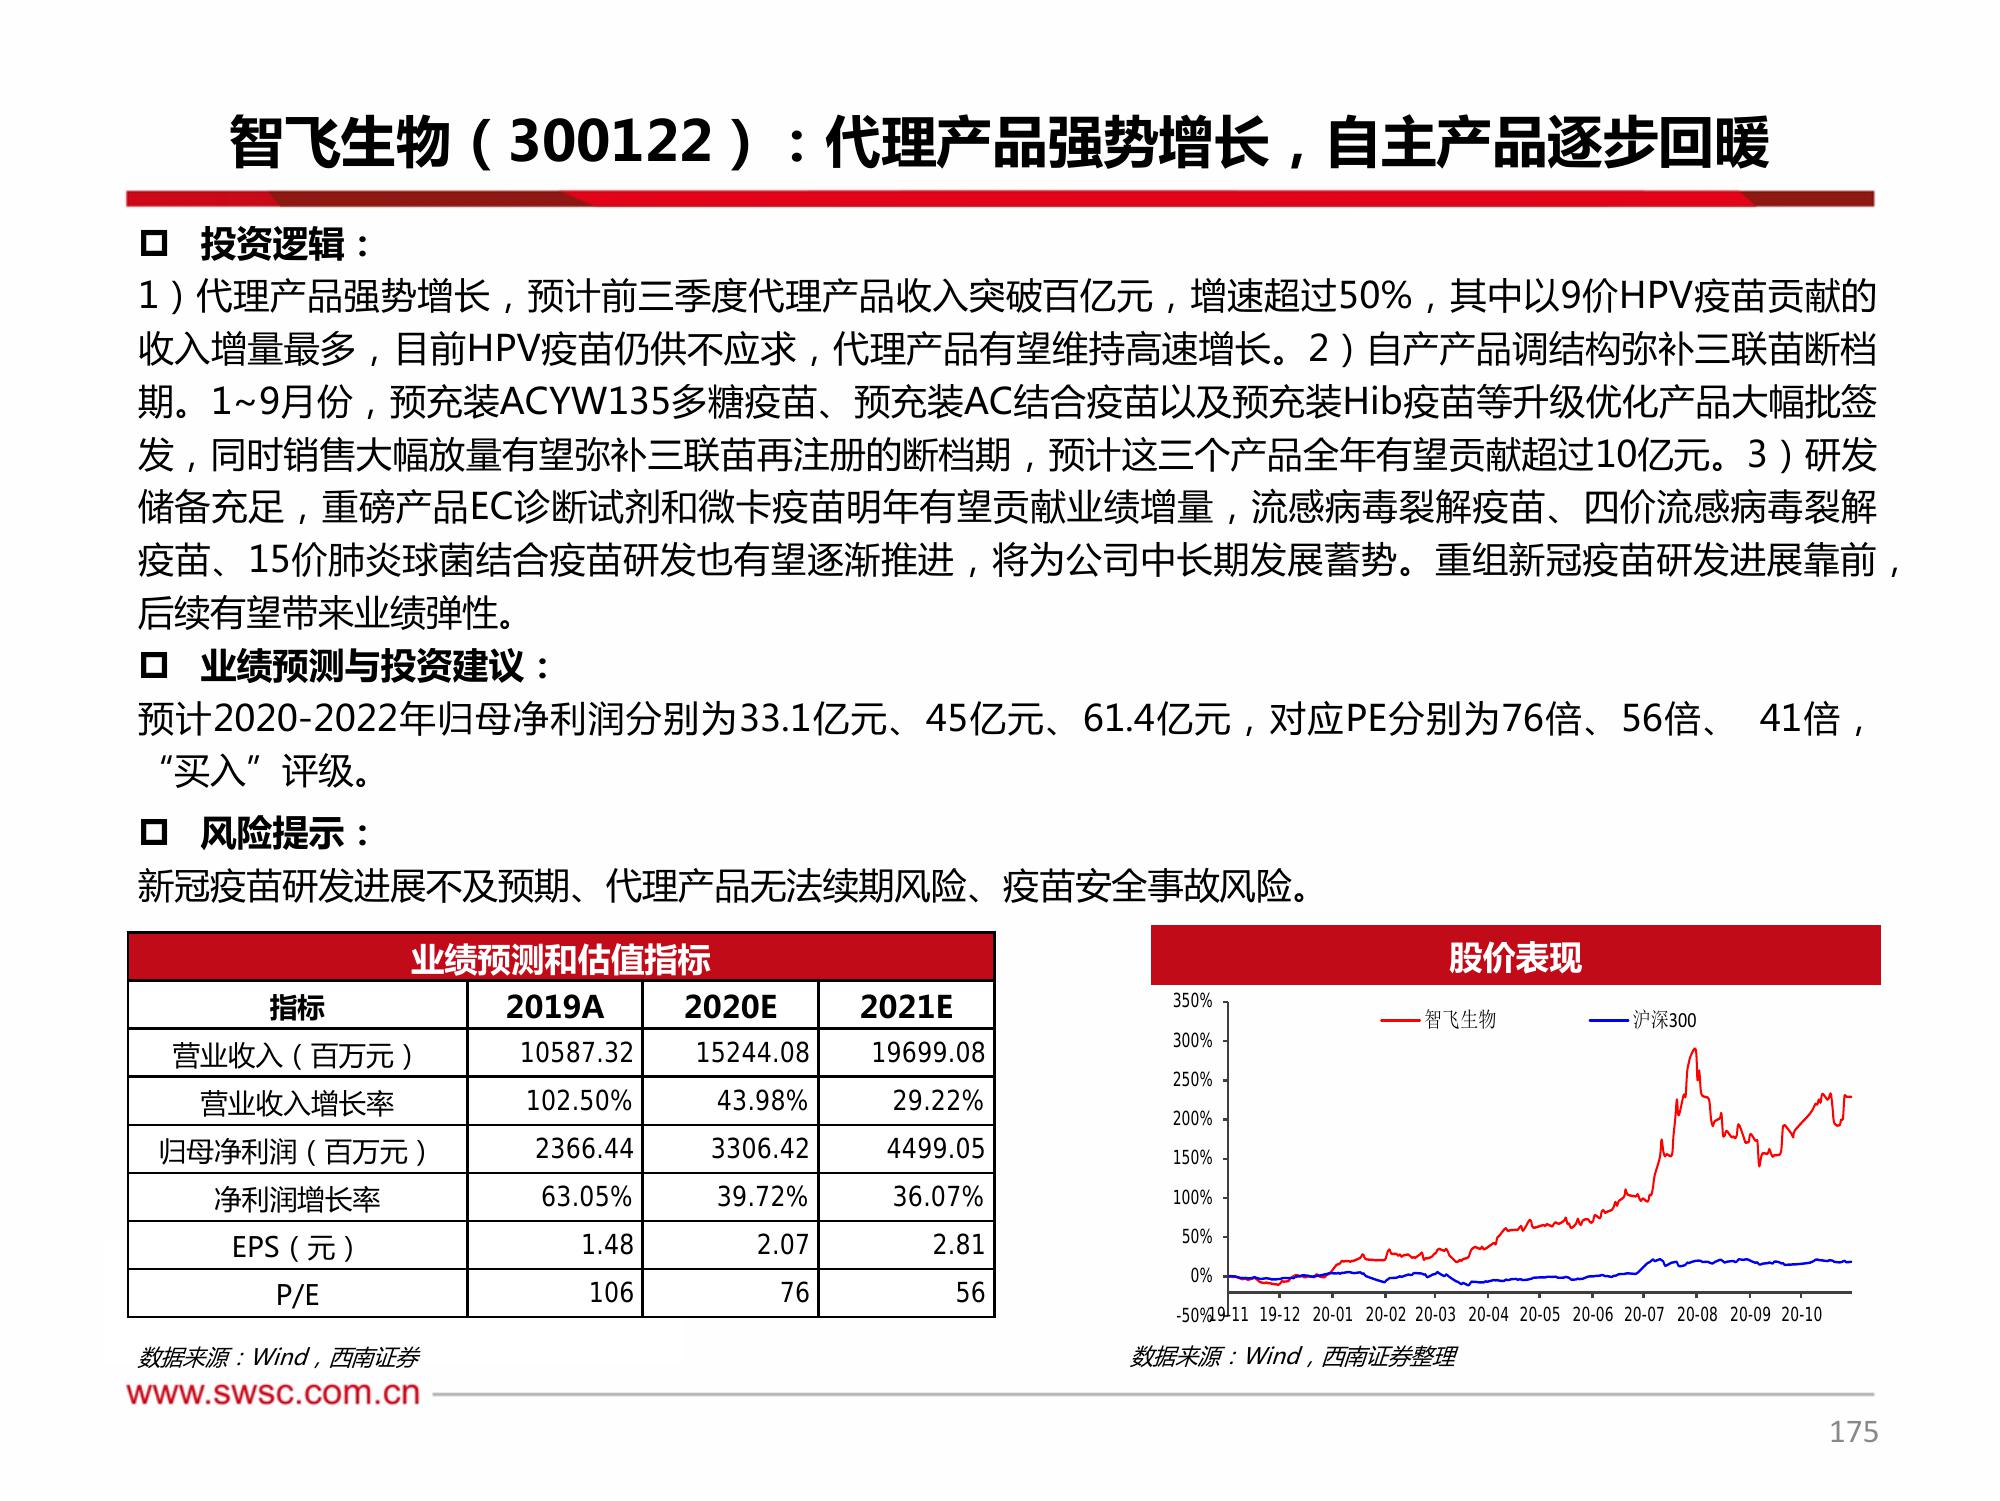 智飞生物（300122）：代理产品强势增长，自主产品逐步回暖
投资逻辑：
1）代理产品强势增长，预计前三季度代理产品收入突破百亿元，增速超过50%，其中以9价HPV疫苗贡献的
收入增量最多，目前HPV疫苗仍供不应求，代理产品有望维持高速增长。2）自产产品调结构弥补三联苗断档
期。1~9月份，预充装ACYW135多糖疫苗、预充装AC结合疫苗以及预充装Hib疫苗等升级优化产品大幅批签
发，同时销售大幅放量有望弥补三联苗再注册的断档期，预计这三个产品全年有望贡献超过10亿元。3）研发
储备充足，重磅产品EC诊断试剂和微卡疫苗明年有望贡献业绩增量，流感病毒裂解疫苗、四价流感病毒裂解
疫苗、15价肺炎球菌结合疫苗研发也有望逐渐推进，将为公司中长期发展蓄势。重组新冠疫苗研发进展靠前，
后续有望带来业绩弹性。
业绩预测与投资建议：
预计2020-2022年归母净利润分别为33.1亿元、45亿元、61.4亿元，对应PE分别为76倍、56倍、 41倍，
“买入”评级。
风险提示：
新冠疫苗研发进展不及预期、代理产品无法续期风险、疫苗安全事故风险。
业绩预测和估值指标
指标 2019A 2020E 2021E
营业收入（百万元） 10587.32 15244.08 19699.08
营业收入增长率 102.50% 43.98% 29.22%
归母净利润（百万元） 2366.44 3306.42 4499.05
净利润增长率 63.05% 39.72% 36.07%
EPS（元） 1.48 2.07 2.81
P/E 106 76 56
数据来源：Wind，西南证券
股价表现
智飞生物 沪深300
350%
300%
250%
200%
150%
100%
50%
0%
-50%
19-11 19-12 20-01 20-02 20-03 20-04 20-05 20-06 20-07 20-08 20-09 20-10
数据来源：Wind，西南证券整理
www.swsc.com.cn
175